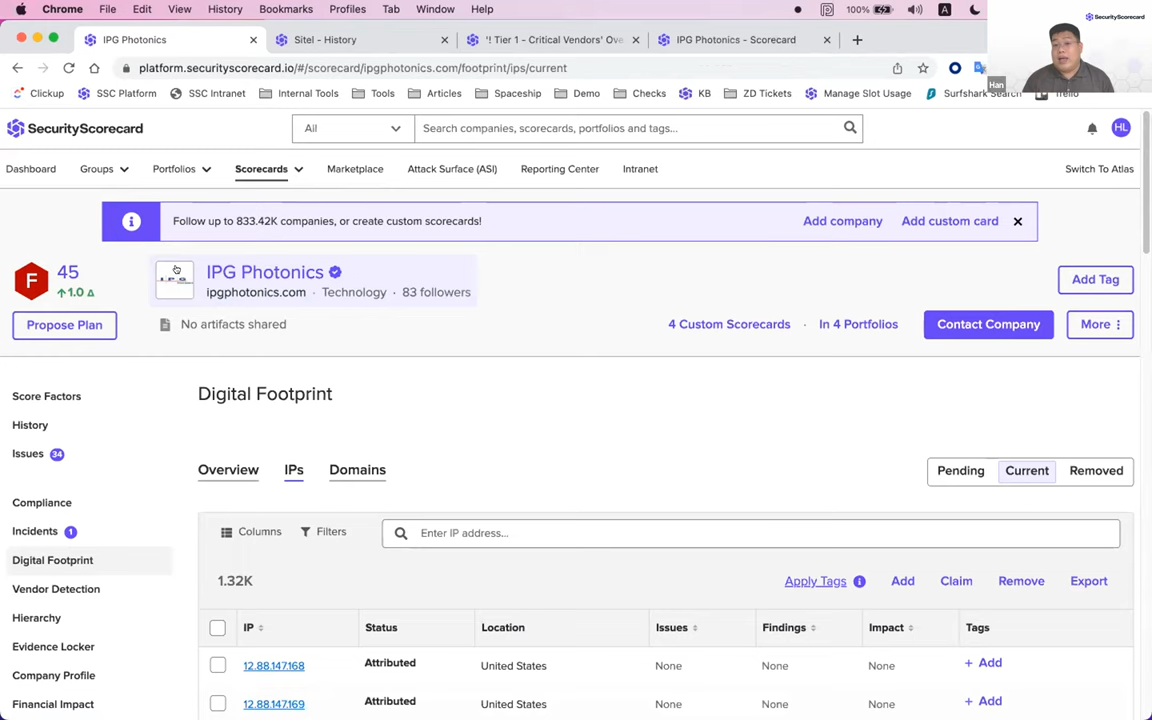 Chrome File Edit View History Bookmarks Profiles Tab Window Help 100% A
IPG Photonics Sitel - History '! Tier 1 - Critical Vendors' Ove IPG Photonics - Scorecard
SecurityScorecard
platform.securityscorecard.io/#/scorecard/ipgphotonics.com/footprint/ips/current
Han
Clickup SSC Platform SSC Intranet Internal Tools Tools Articles Spaceship Demo Checks KB ZD Tickets Manage Slot Usage Surfshark Searc Trello
SecurityScorecard All Search companies, scorecards, portfolios and tags... HL
Dashboard Groups Portfolios Scorecards Marketplace Attack Surface (ASI) Reporting Center Intranet Switch To Atlas
Follow up to 833.42K companies, or create custom scorecards! Add company Add custom card
F 45 IPG Photonics Add Tag
1.0 Δ ipgphotonics.com · Technology · 83 followers
Propose Plan No artifacts shared 4 Custom Scorecards · In 4 Portfolios Contact Company More
Score Factors
History
Issues 34
Compliance
Incidents 1
Digital Footprint
Vendor Detection
Hierarchy
Evidence Locker
Company Profile
Financial Impact
Digital Footprint
Overview IPs Domains Pending Current Removed
Columns Filters Enter IP address...
1.32K Apply Tags Add Claim Remove Export
IP Status Location Issues Findings Impact Tags
12.88.147.168 Attributed United States None None None + Add
12.88.147.169 Attributed United States None None None + Add